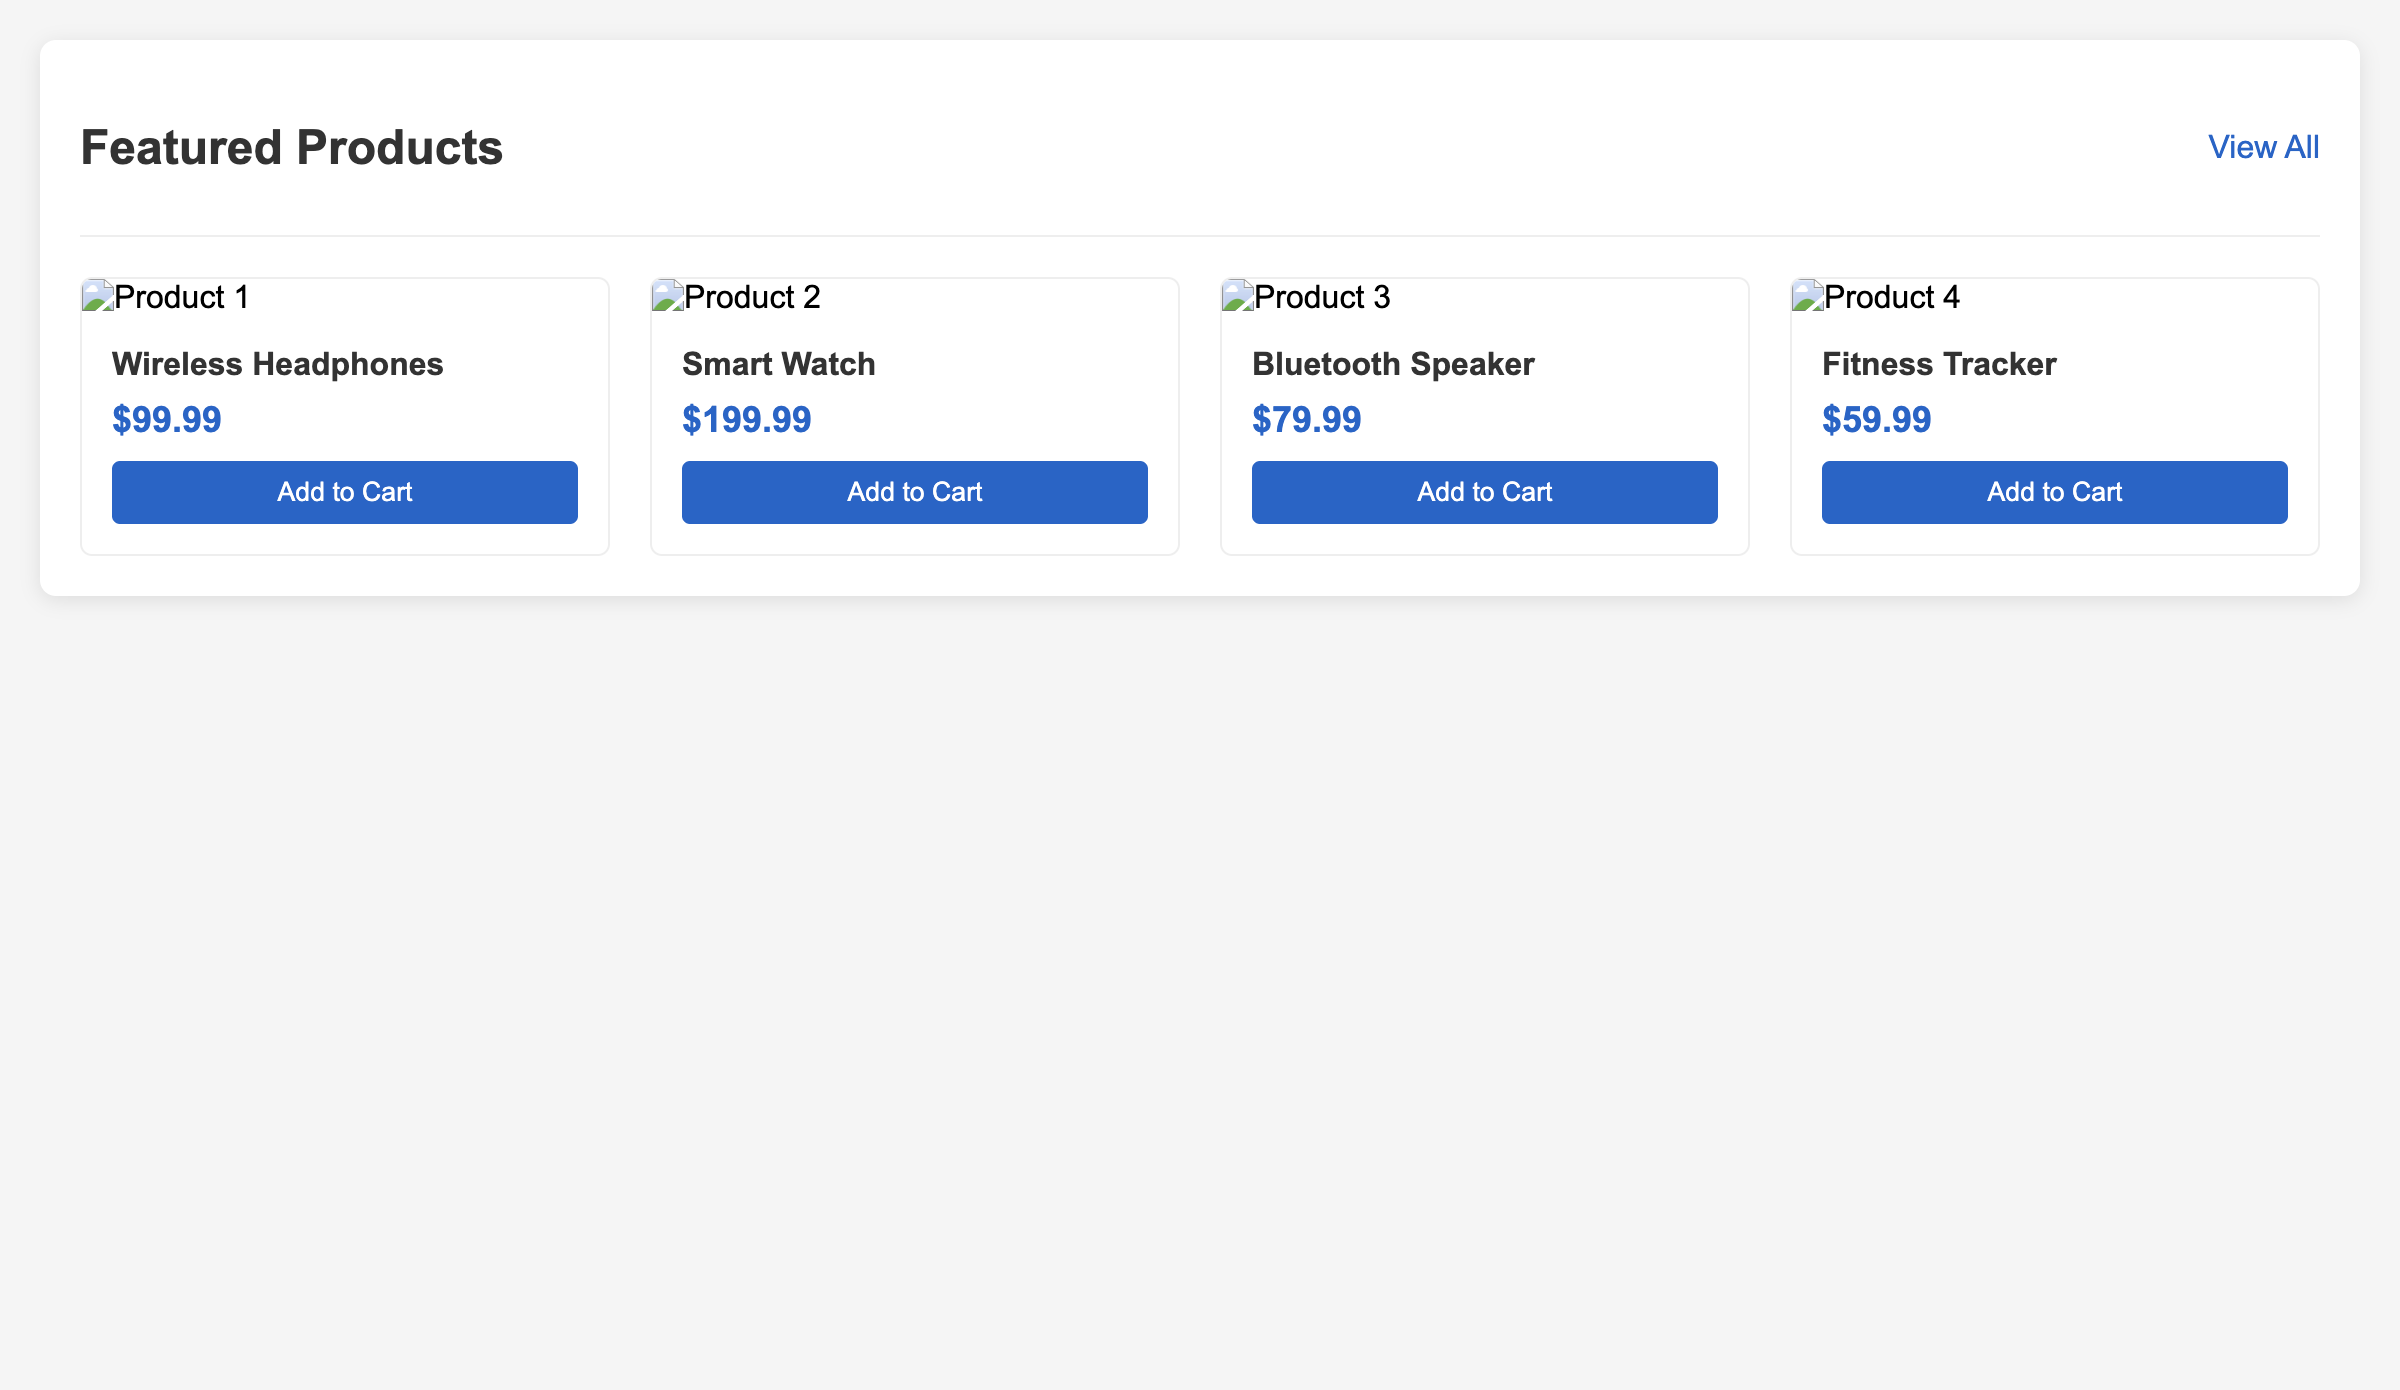 Featured Products
View All
Product 1
Wireless Headphones
$99.99
Add to Cart
Product 2
Smart Watch
$199.99
Add to Cart
Product 3
Bluetooth Speaker
$79.99
Add to Cart
Product 4
Fitness Tracker
$59.99
Add to Cart